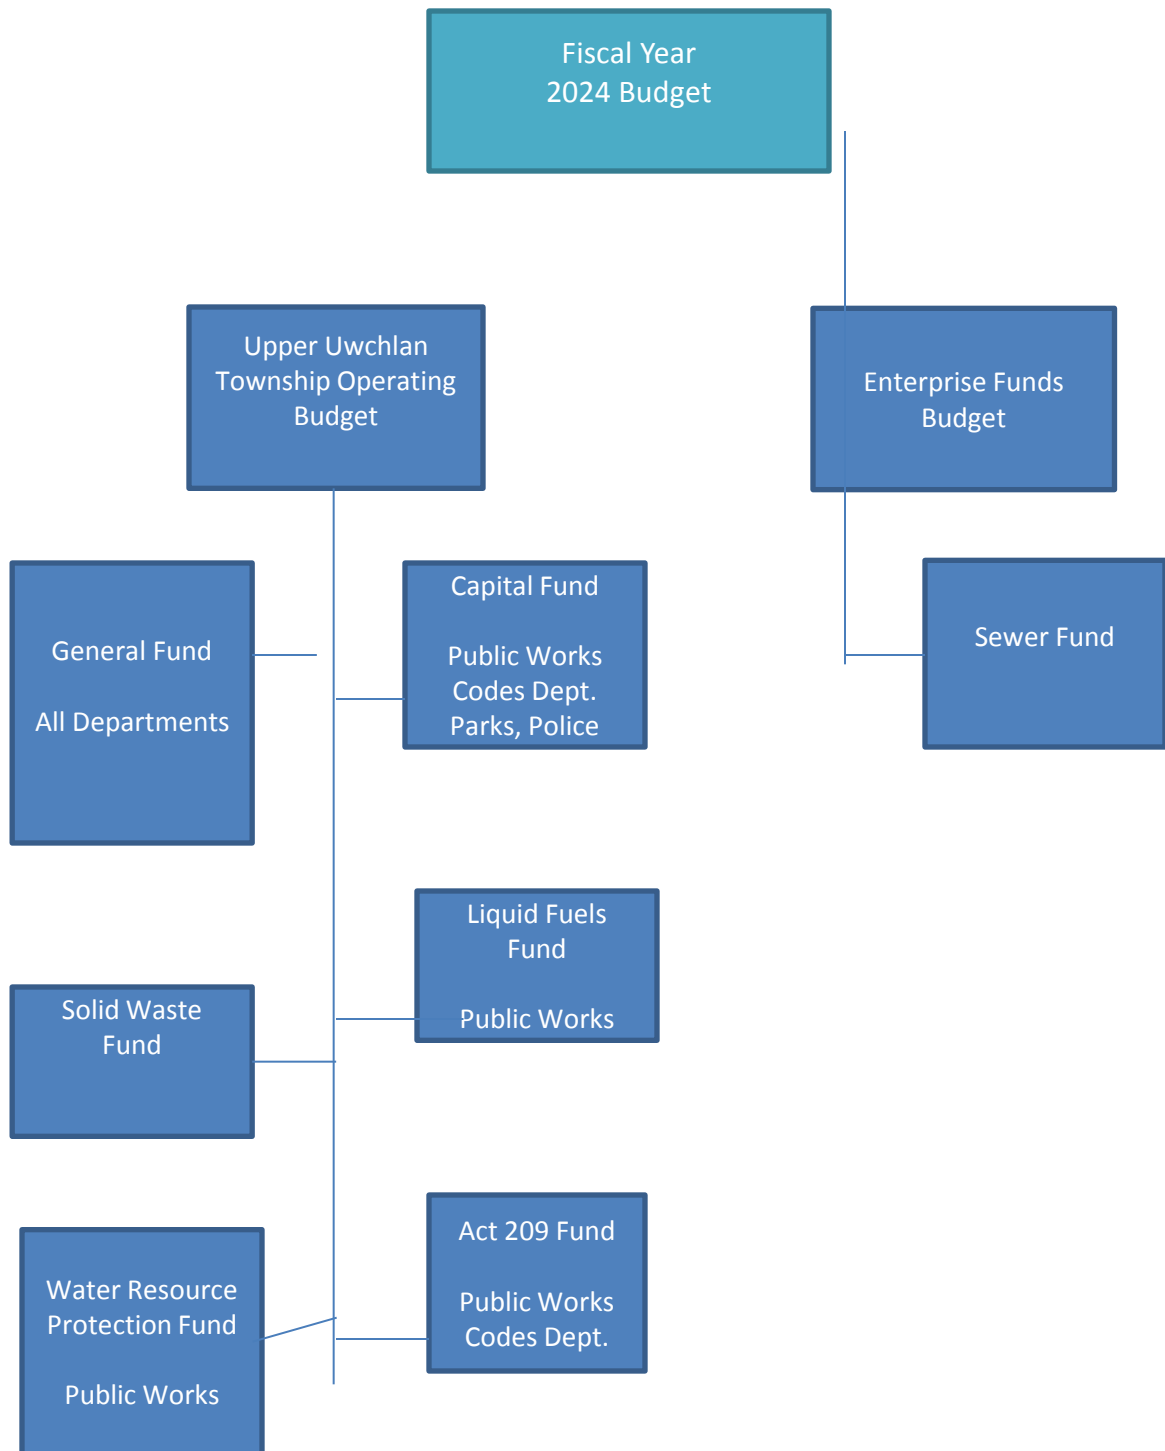 Fiscal Year
2024 Budget
Upper Uwchlan
Township Operating
Budget
Enterprise Funds
Budget
General Fund
All Departments
Capital Fund
Public Works
Codes Dept.
Parks, Police
Sewer Fund
Liquid Fuels
Fund
Public Works
Solid Waste
Fund
Act 209 Fund
Public Works
Codes Dept.
Water Resource
Protection Fund
Public Works